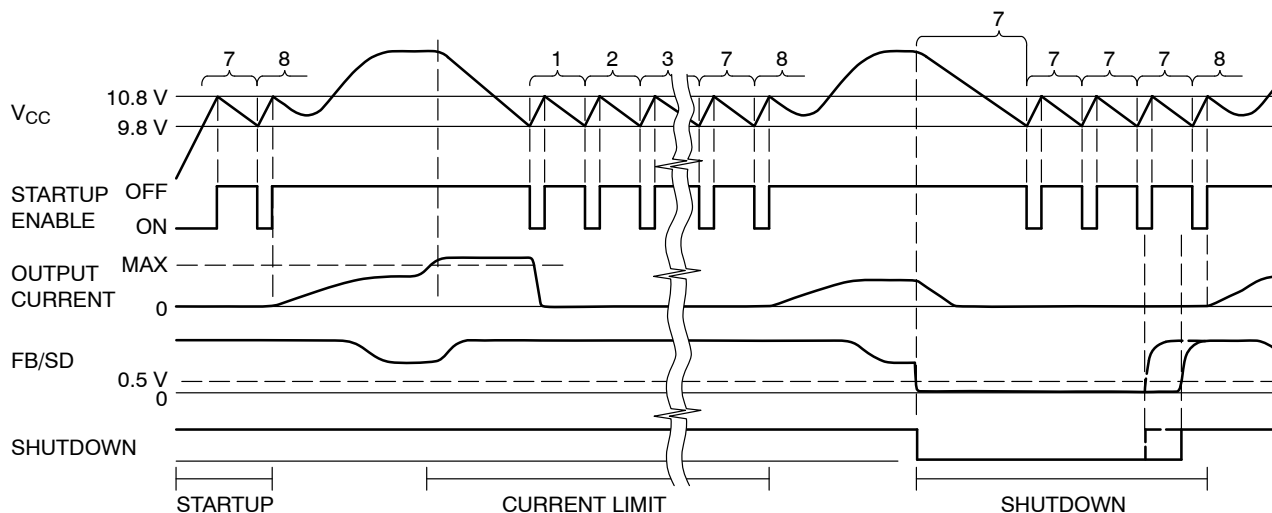 7
7 8 1 2 3 7 8 7 7 7 8
10.8 V
VCC
9.8 V
OFF
STARTUP
ENABLE
ON
MAX
OUTPUT
CURRENT
0
FB/SD
0.5 V
0
SHUTDOWN
STARTUP CURRENT LIMIT SHUTDOWN